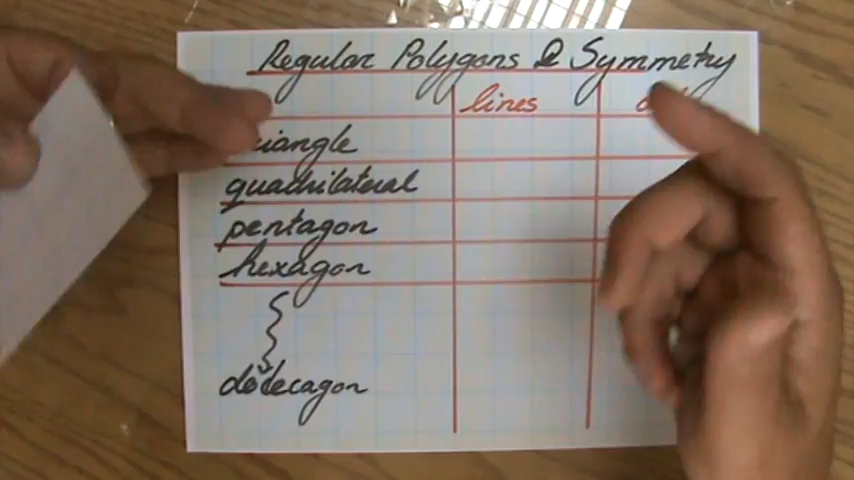 Regular Polygons & Symmetry
lines
quadrilateral
pentagon
hexagon
dodecagon